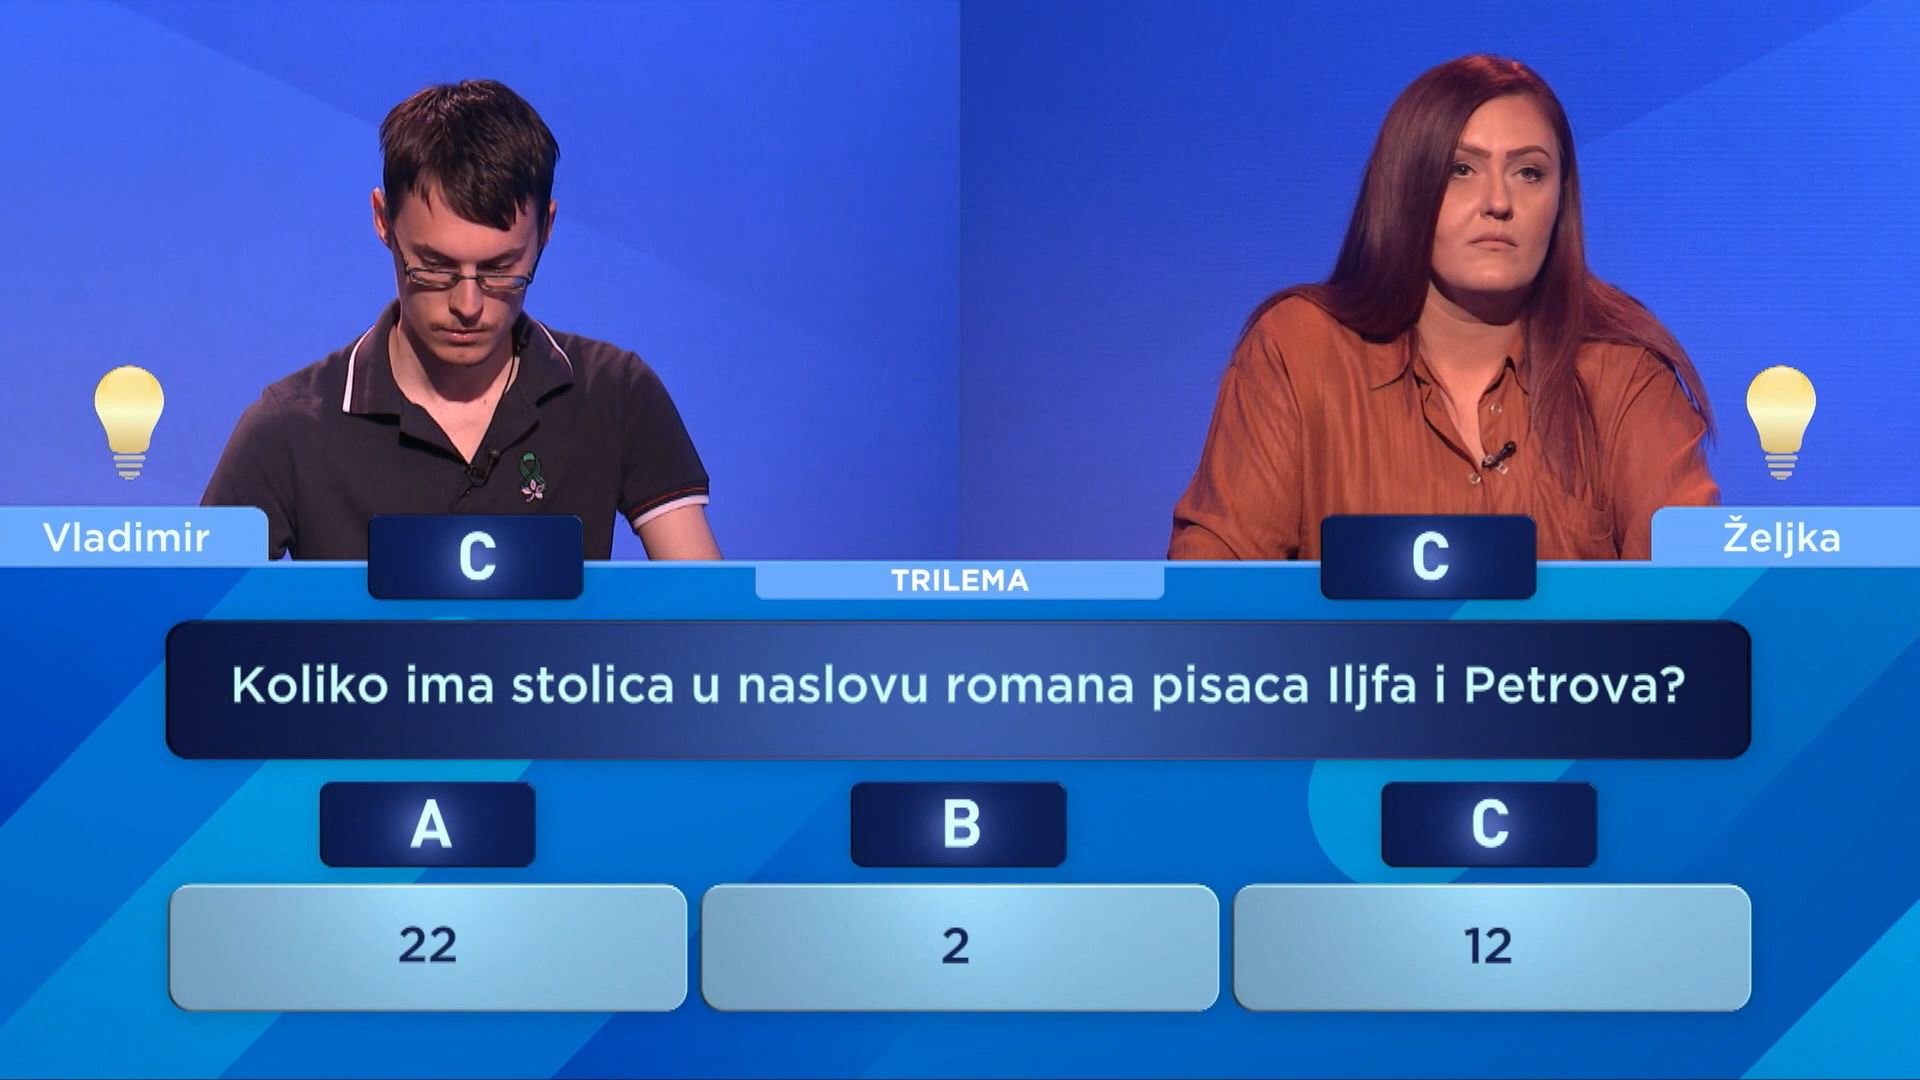 Vladimir
C
TRILEMA
C
Željka
Koliko ima stolica u naslovu romana pisaca Iljfa i Petrova?
A
B
C
22
2
12